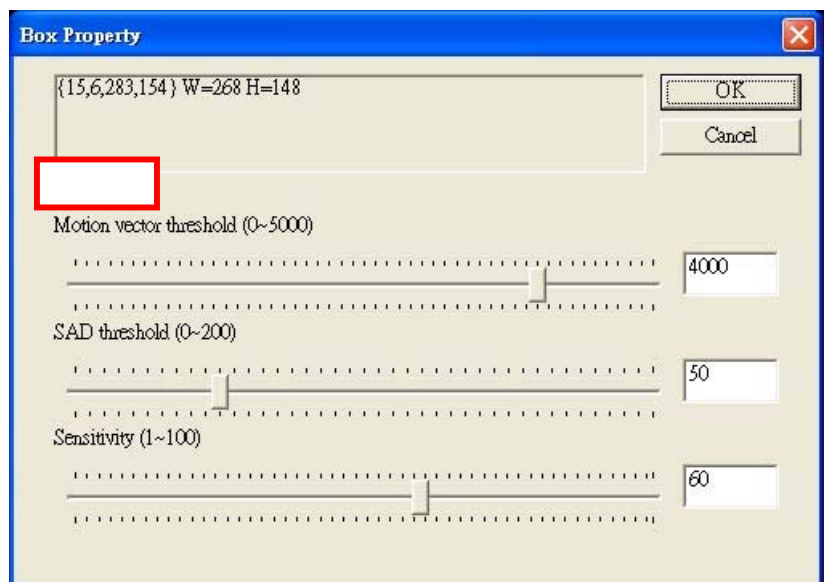 Box Property
{15,6,283,154} W=268 H=148
OK
Cancel
Motion vector threshold (0~5000)
4000
SAD threshold (0~200)
50
Sensitivity (1~100)
60